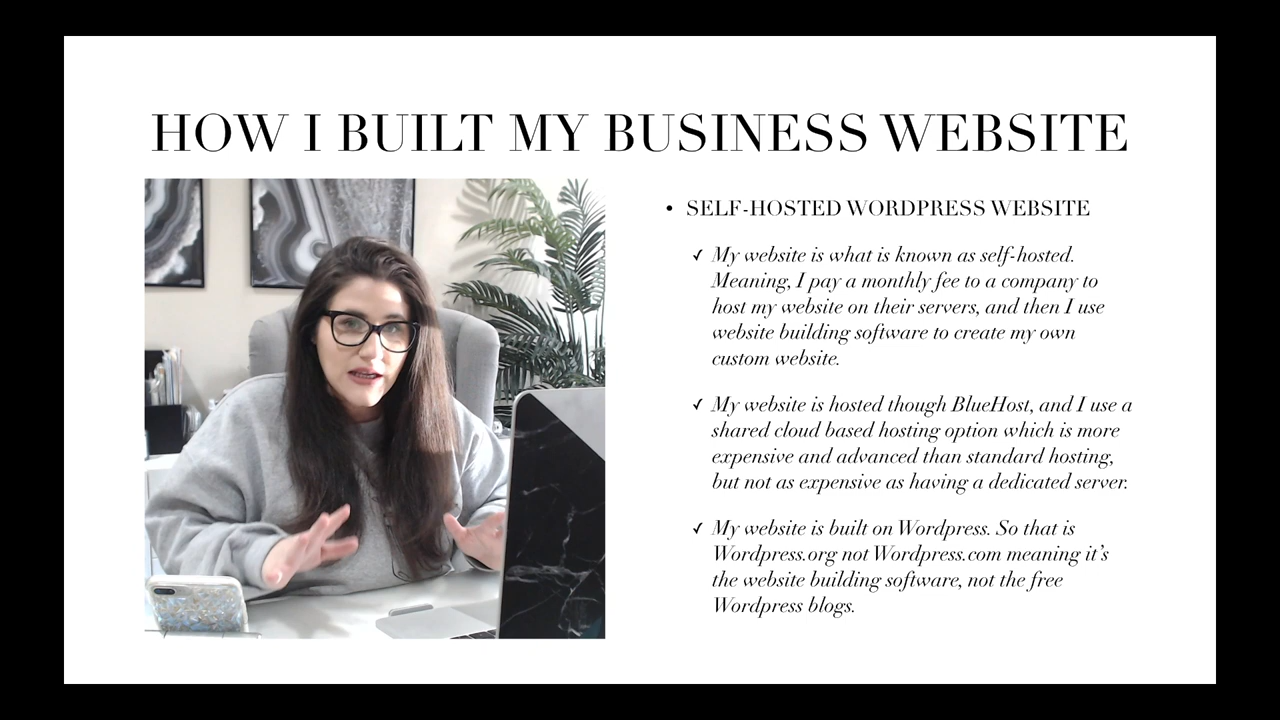 HOW I BUILT MY BUSINESS WEBSITE
• SELF-HOSTED WORDPRESS WEBSITE
✓ My website is what is known as self-hosted.
Meaning, I pay a monthly fee to a company to
host my website on their servers, and then I use
website building software to create my own
custom website.
✓ My website is hosted though BlueHost, and I use a
shared cloud based hosting option which is more
expensive and advanced than standard hosting,
but not as expensive as having a dedicated server.
✓ My website is built on Wordpress. So that is
Wordpress.org not Wordpress.com meaning it's
the website building software, not the free
Wordpress blogs.